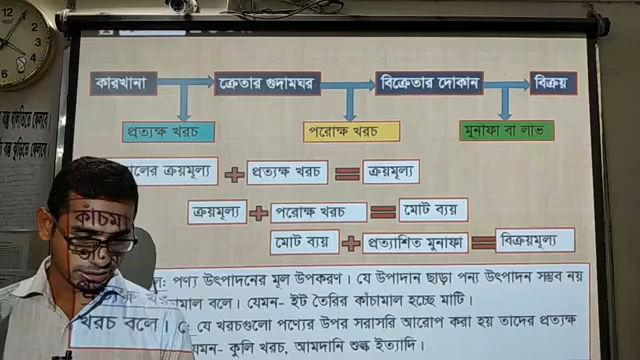 কারখানা ক্রেতার গুদামঘর বিক্রেতার দোকান বিক্রয়
প্রত্যক্ষ খরচ পরোক্ষ খরচ মুনাফা বা লাভ
ক্রয়মূল্য + প্রত্যক্ষ খরচ = ক্রয়মূল্য
ক্রয়মূল্য + পরোক্ষ খরচ = মোট ব্যয়
মোট ব্যয় + প্রত্যাশিত মুনাফা = বিক্রয়মূল্য
কাঁচাম
পণ্য উৎপাদনের মূল উপকরণ। যে উপাদান ছাড়া পন্য উৎপাদন সম্ভব নয়
বলে। যেমন- ইট তৈরির কাঁচামাল হচ্ছে মাটি।
খরচ বলে। যে খরচগুলো পণ্যের উপর সরাসরি আরোপ করা হয় তাদের প্রত্যক্ষ
কুলি খরচ, আমদানি শুল্ক ইত্যাদি।